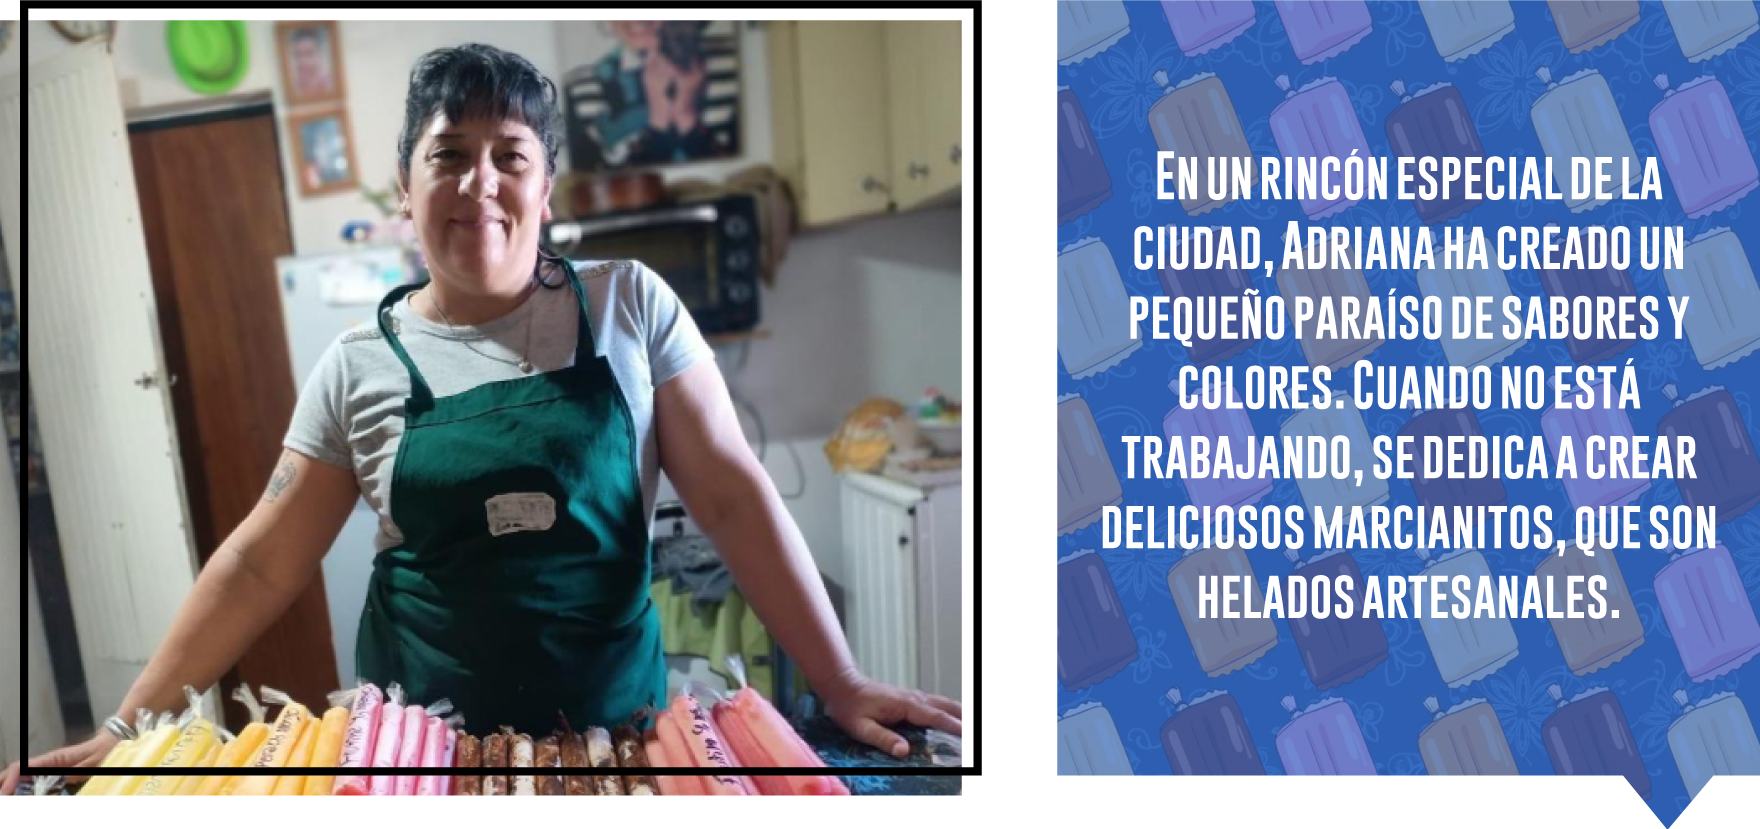 En un rincón especial de la
ciudad, Adriana ha creado un
pequeño paraíso de sabores y
colores. Cuando no está
trabajando, se dedica a crear
deliciosos marcianitos, que son
helados artesanales.